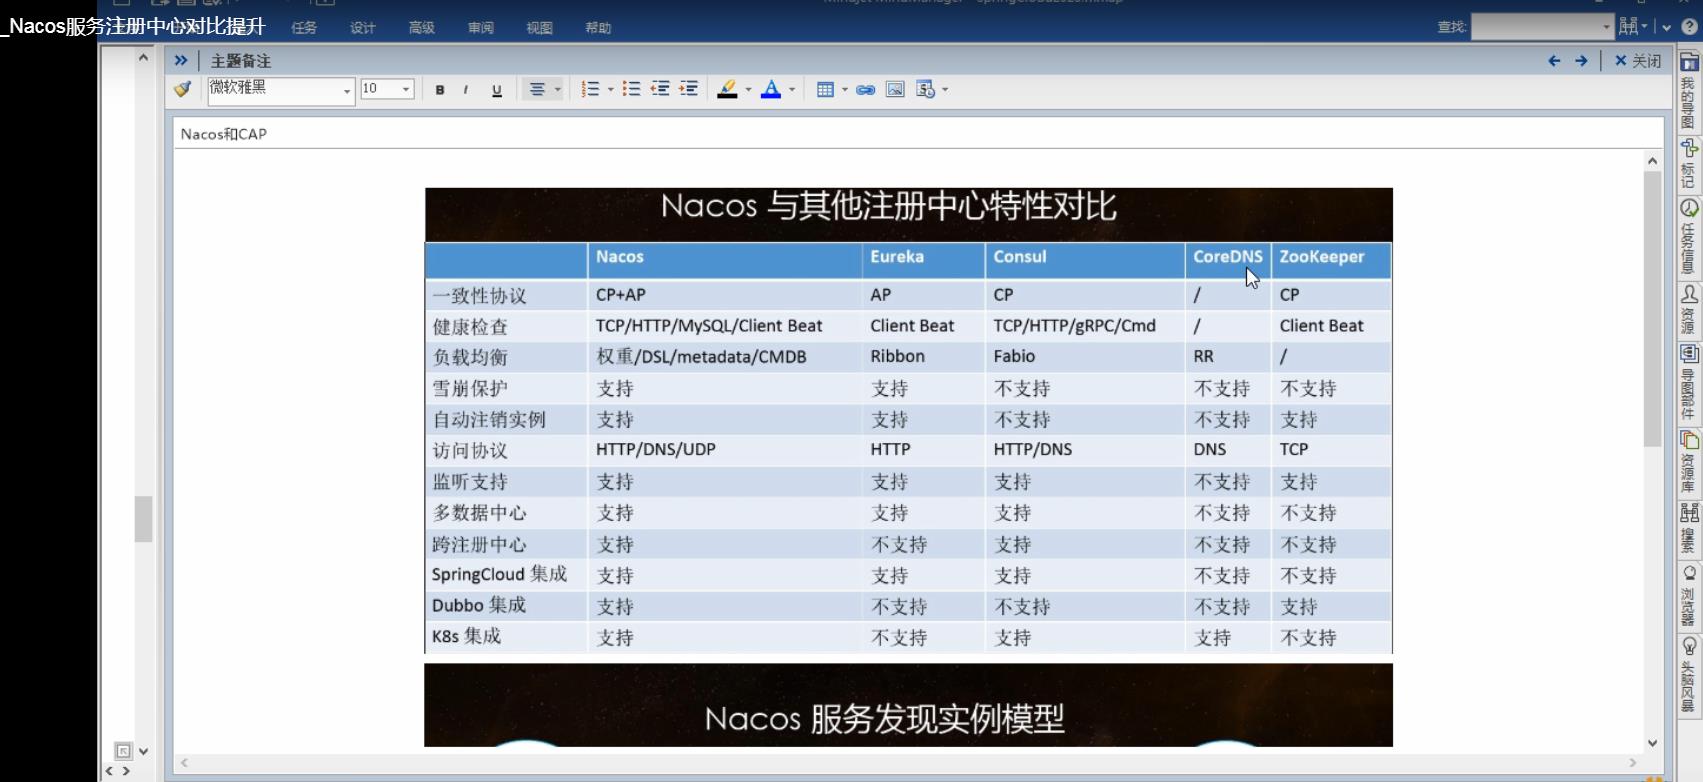 _Nacos服务注册中心对比提升
任务 设计 高级 审阅 视图 帮助 查找:
主题备注 关闭
微软雅黑 10 B I U
Nacos和CAP
Nacos 与其他注册中心特性对比
Nacos Eureka Consul CoreDNS ZooKeeper
一致性协议 CP+AP AP CP / CP
健康检查 TCP/HTTP/MySQL/Client Beat Client Beat TCP/HTTP/gRPC/Cmd / Client Beat
负载均衡 权重/DSL/metadata/CMDB Ribbon Fabio RR /
雪崩保护 支持 支持 不支持 不支持 不支持
自动注销实例 支持 支持 不支持 不支持 支持
访问协议 HTTP/DNS/UDP HTTP HTTP/DNS DNS TCP
监听支持 支持 支持 支持 不支持 支持
多数据中心 支持 支持 支持 不支持 不支持
跨注册中心 支持 不支持 支持 不支持 不支持
SpringCloud 集成 支持 支持 支持 不支持 不支持
Dubbo 集成 支持 不支持 不支持 不支持 支持
K8s 集成 支持 不支持 支持 支持 不支持
Nacos 服务发现实例模型
我的导图
标记
任务信息
资源
导图部件
资源库
搜索
浏览器
头脑风暴